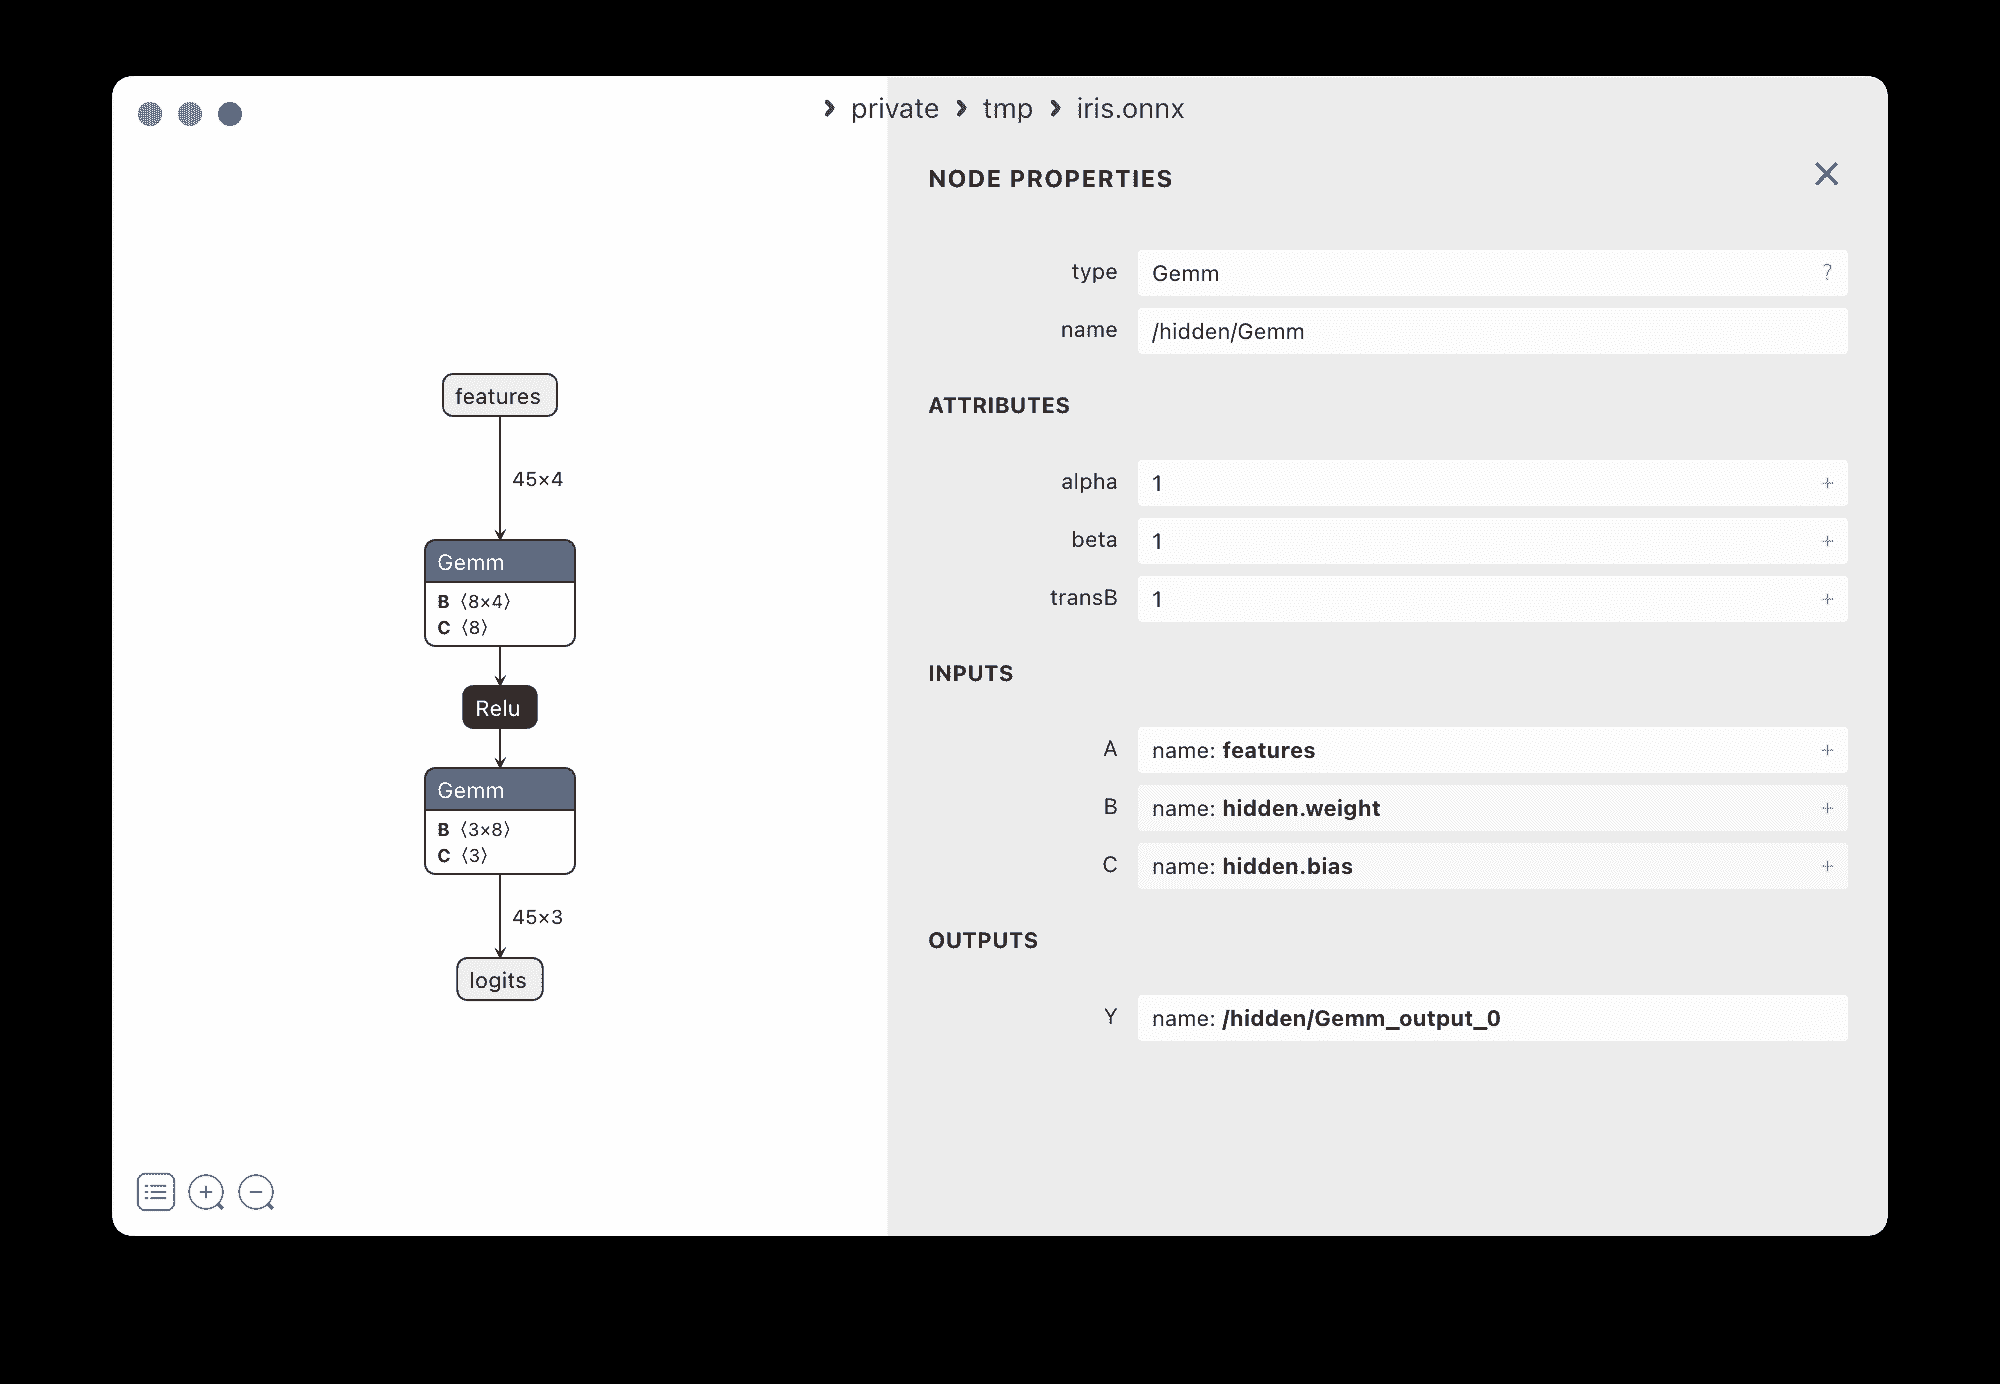 › private › tmp › iris.onnx
features
45×4
Gemm
B ⟨8×4⟩
C ⟨8⟩
Relu
Gemm
B ⟨3×8⟩
C ⟨3⟩
45×3
logits
NODE PROPERTIES
type Gemm ?
name /hidden/Gemm
ATTRIBUTES
alpha 1 +
beta 1 +
transB 1 +
INPUTS
A name: features +
B name: hidden.weight +
C name: hidden.bias +
OUTPUTS
Y name: /hidden/Gemm_output_0